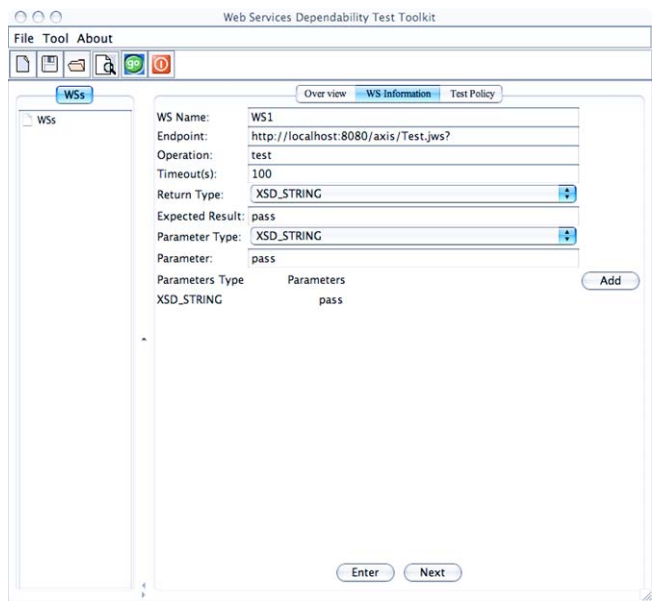 Web Services Dependability Test Toolkit
File Tool About
go
WSs
WSs
Over view WS Information Test Policy
WS Name: WS1
Endpoint: http://localhost:8080/axis/Test.jws?
Operation: test
Timeout(s): 100
Return Type: XSD_STRING
Expected Result: pass
Parameter Type: XSD_STRING
Parameter: pass
Parameters Type Parameters Add
XSD_STRING pass
Enter Next